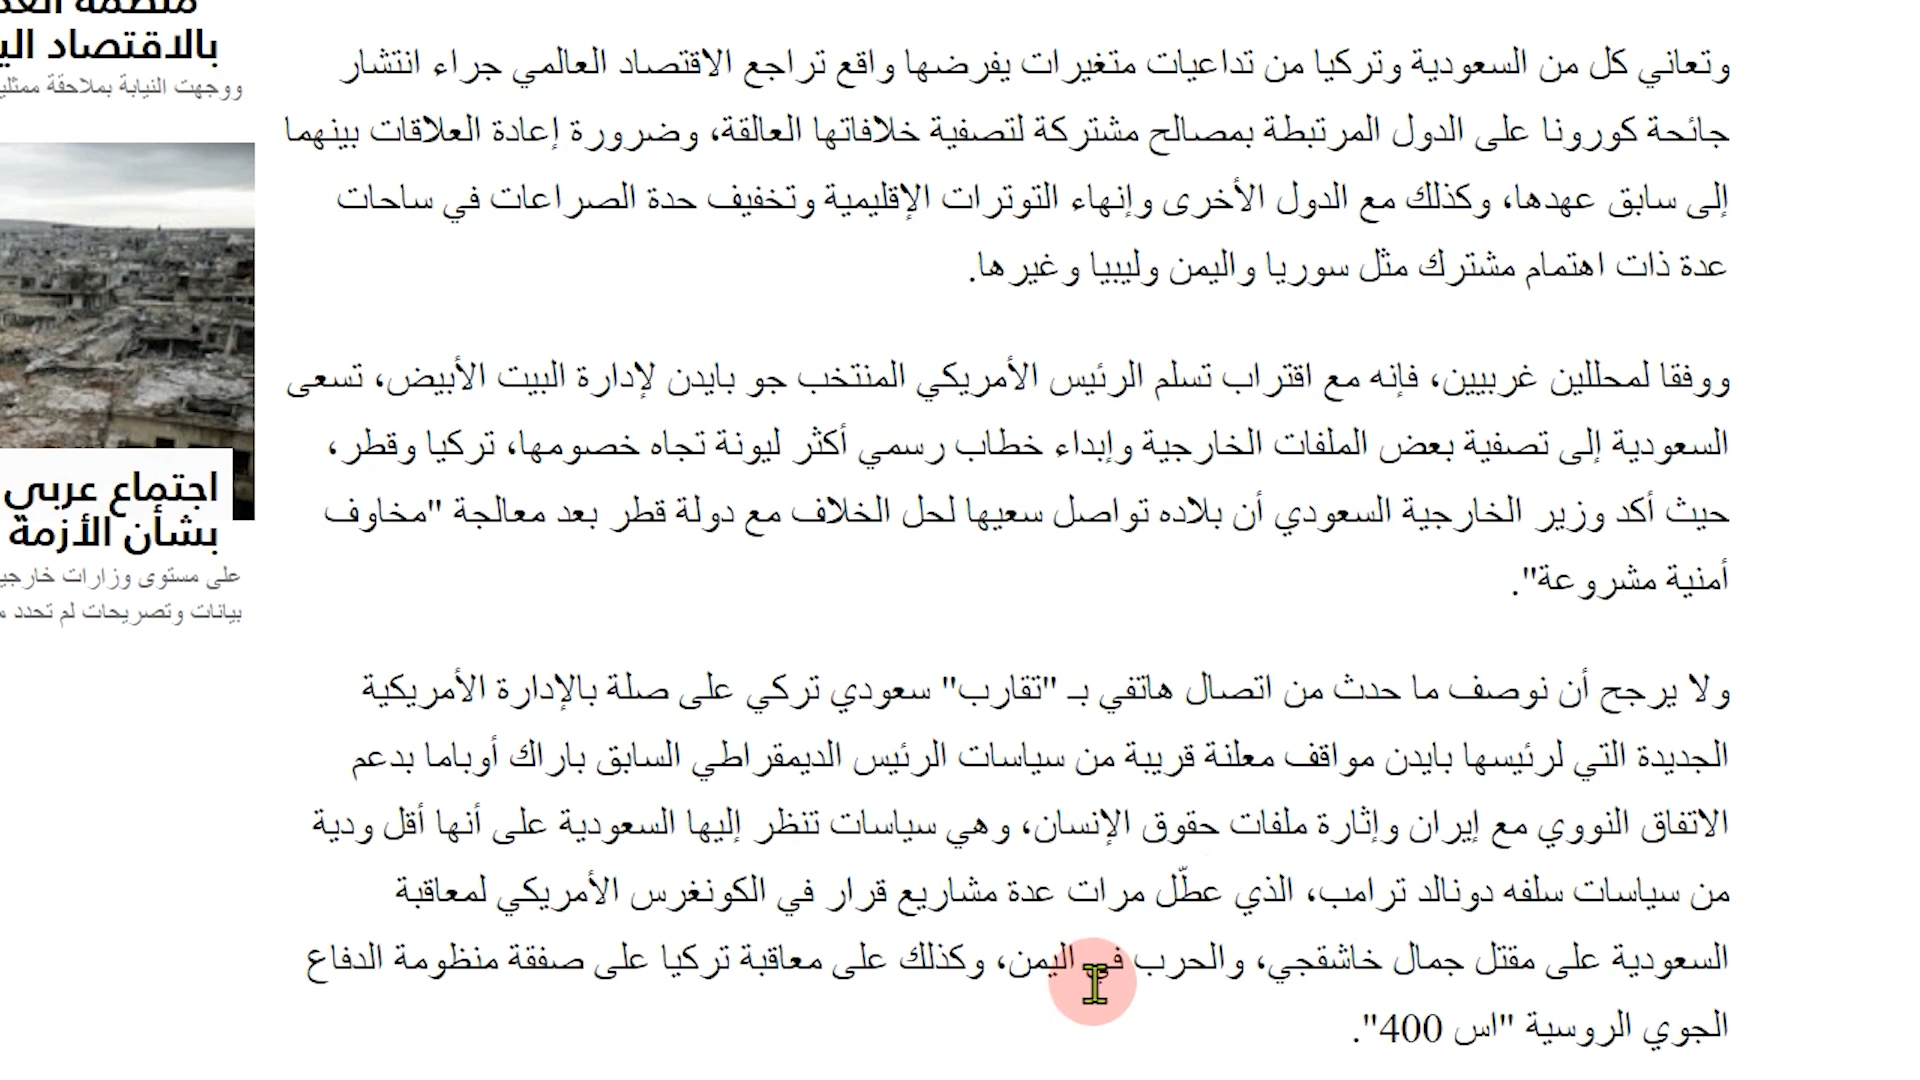 وتعاني كل من السعودية وتركيا من تداعيات متغيرات يفرضها واقع تراجع الاقتصاد العالمي جراء انتشار
جائحة كورونا على الدول المرتبطة بمصالح مشتركة لتصفية خلافاتها العالقة، وضرورة إعادة العلاقات بينهما
إلى سابق عهدها، وكذلك مع الدول الأخرى وإنهاء التوترات الإقليمية وتخفيف حدة الصراعات في ساحات
عدة ذات اهتمام مشترك مثل سوريا واليمن وليبيا وغيرها.
ووفقا لمحللين غربيين، فإنه مع اقتراب تسلم الرئيس الأمريكي المنتخب جو بايدن لإدارة البيت الأبيض، تسعى
السعودية إلى تصفية بعض الملفات الخارجية وإبداء خطاب رسمي أكثر ليونة تجاه خصومها، تركيا وقطر،
حيث أكد وزير الخارجية السعودي أن بلاده تواصل سعيها لحل الخلاف مع دولة قطر بعد معالجة "مخاوف
أمنية مشروعة".
ولا يرجح أن نوصف ما حدث من اتصال هاتفي بـ "تقارب" سعودي تركي على صلة بالإدارة الأمريكية
الجديدة التي لرئيسها بايدن مواقف معلنة قريبة من سياسات الرئيس الديمقراطي السابق باراك أوباما بدعم
الاتفاق النووي مع إيران وإثارة ملفات حقوق الإنسان، وهي سياسات تنظر إليها السعودية على أنها أقل ودية
من سياسات سلفه دونالد ترامب، الذي عطّل مرات عدة مشاريع قرار في الكونغرس الأمريكي لمعاقبة
السعودية على مقتل جمال خاشقجي، والحرب في اليمن، وكذلك على معاقبة تركيا على صفقة منظومة الدفاع
الجوي الروسية "اس 400".
منظمة
بالاقتصاد
ووجهت النيابة بملاحقة
اجتماع عربي
بشأن الأزمة
على مستوى وزارات
بيانات وتصريحات لم تحدد